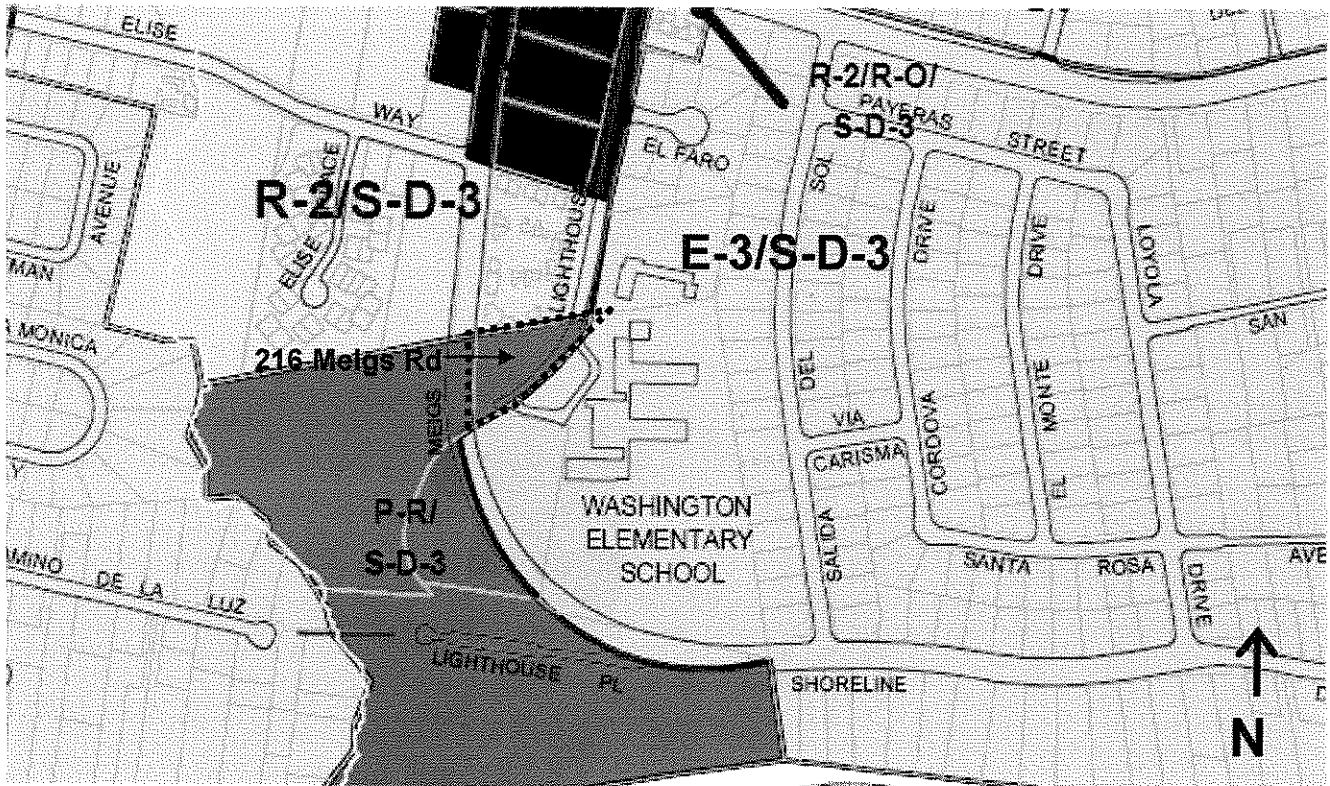 ELISE
WAY
R-2/R-O/
S-D-3
PAYERAS
STREET
EL FARO
AVENUE
ELISE
R-2/S-D-3
LIGHTHOUSE
E-3/S-D-3
SOL
DRIVE
DRIVE
LOYOLA
SAN
MONICA
216 Meigs Rd
MEIGS
DEL
VIA
CARISMA
CORDOVA
MONTE
EL
P-R/
S-D-3
WASHINGTON
ELEMENTARY
SCHOOL
SALIDA
SANTA
ROSA
AVE
DE LA
LUZ
DRIVE
LIGHTHOUSE
PL
SHORELINE
N